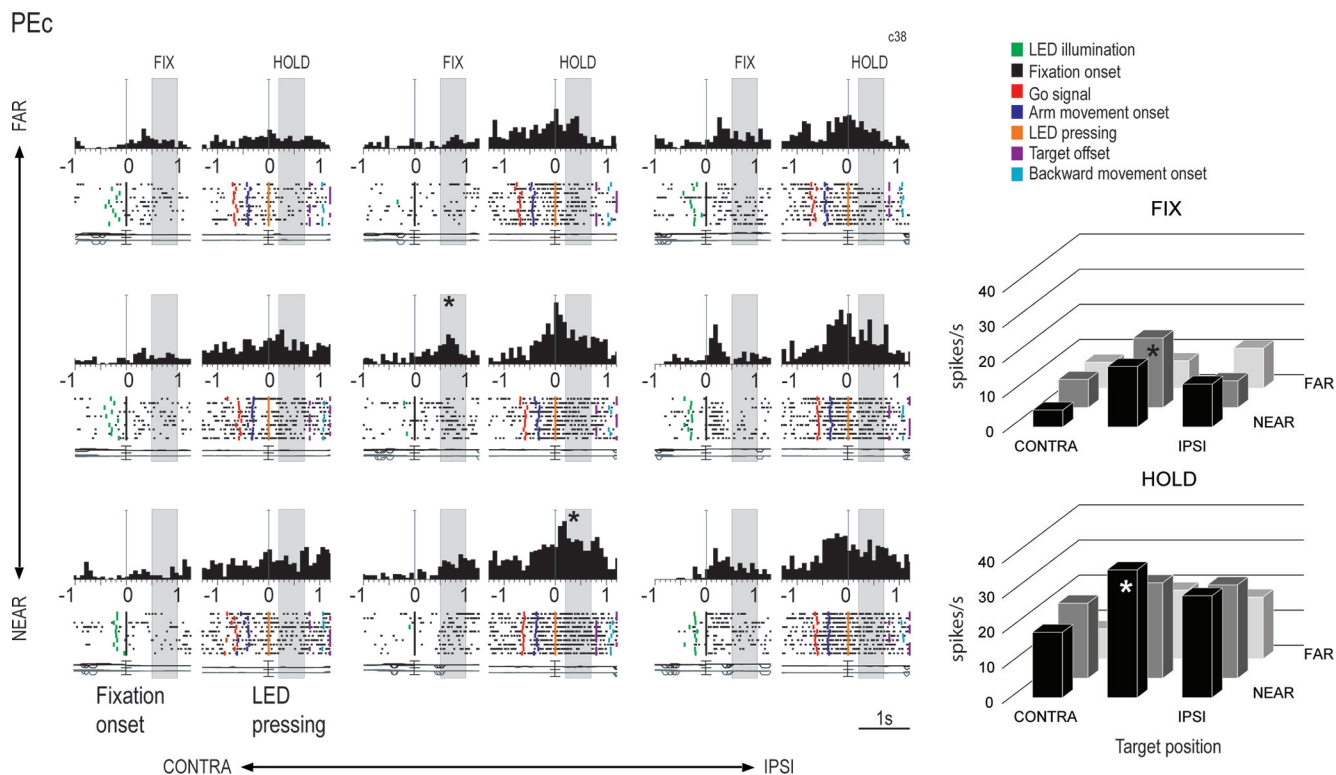 PEc
c38
FIX HOLD FIX HOLD FIX HOLD
FAR
-1 0 1 -1 0 1 -1 0 1 -1 0 1 -1 0 1 -1 0 1
*
-1 0 1 -1 0 1 -1 0 1 -1 0 1 -1 0 1 -1 0 1
*
-1 0 1 -1 0 1 -1 0 1 -1 0 1 -1 0 1 -1 0 1
NEAR
Fixation onset
LED pressing
1s
CONTRA IPSI
LED illumination
Fixation onset
Go signal
Arm movement onset
LED pressing
Target offset
Backward movement onset
FIX
spikes/s
40
30
20
10
0
*
FAR
NEAR
CONTRA IPSI
HOLD
spikes/s
40
30
20
10
0
*
FAR
NEAR
CONTRA IPSI
Target position